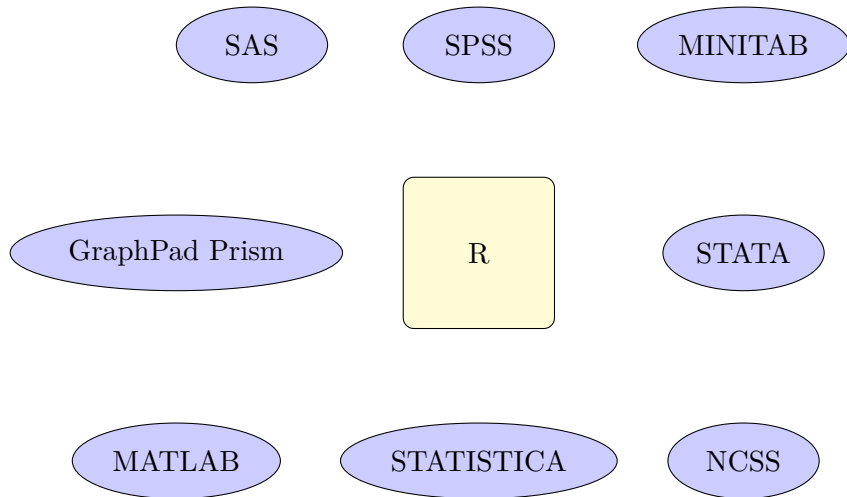 SAS
SPSS
MINITAB
GraphPad Prism
R
STATA
MATLAB
STATISTICA
NCSS